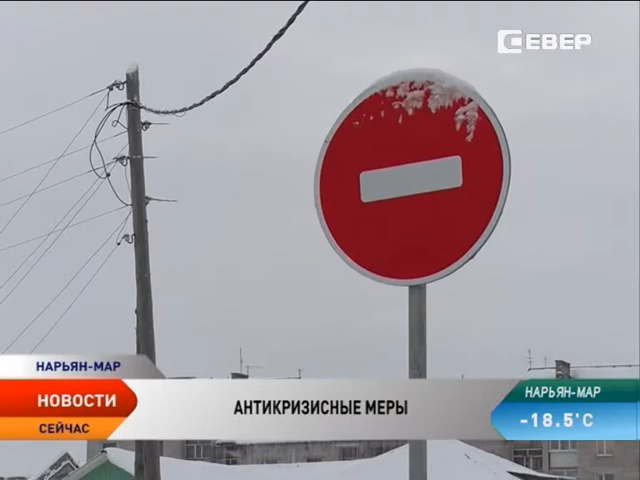 СЕВЕР
НАРЬЯН-МАР
НОВОСТИ
СЕЙЧАС
АНТИКРИЗИСНЫЕ МЕРЫ
НАРЬЯН-МАР
-18.5°C